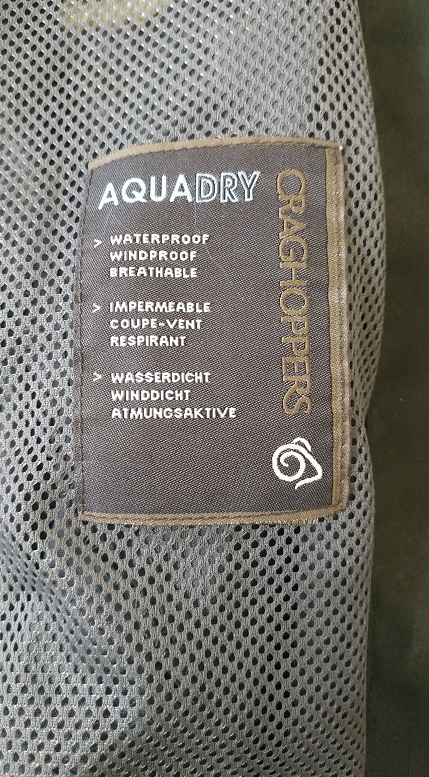 AQUADRY
> WATERPROOF
WINDPROOF
BREATHABLE
> IMPERMEABLE
COUPE-VENT
RESPIRANT
> WASSERDICHT
WINDDICHT
ATMUNGSAKTIVE
CRAGHOPPERS